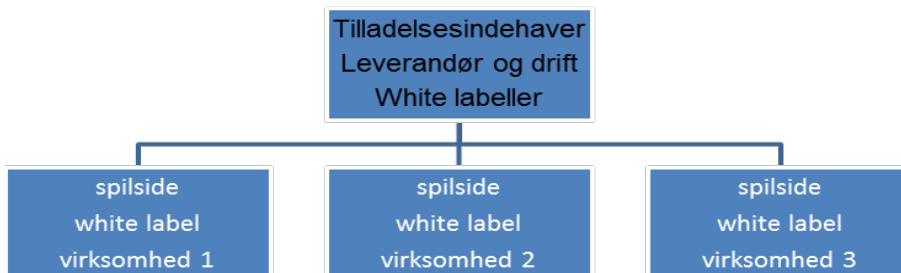 Tilladelsesindehaver
Leverandør og drift
White labeller
spilside
white label
virksomhed 1
spilside
white label
virksomhed 2
spilside
white label
virksomhed 3